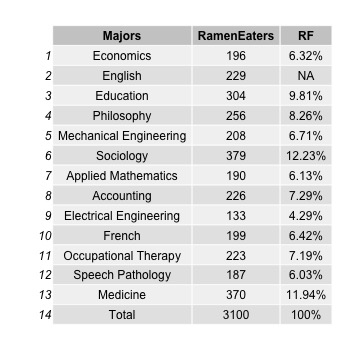 Majors RamenEaters RF
1 Economics 196 6.32%
2 English 229 NA
3 Education 304 9.81%
4 Philosophy 256 8.26%
5 Mechanical Engineering 208 6.71%
6 Sociology 379 12.23%
7 Applied Mathematics 190 6.13%
8 Accounting 226 7.29%
9 Electrical Engineering 133 4.29%
10 French 199 6.42%
11 Occupational Therapy 223 7.19%
12 Speech Pathology 187 6.03%
13 Medicine 370 11.94%
14 Total 3100 100%